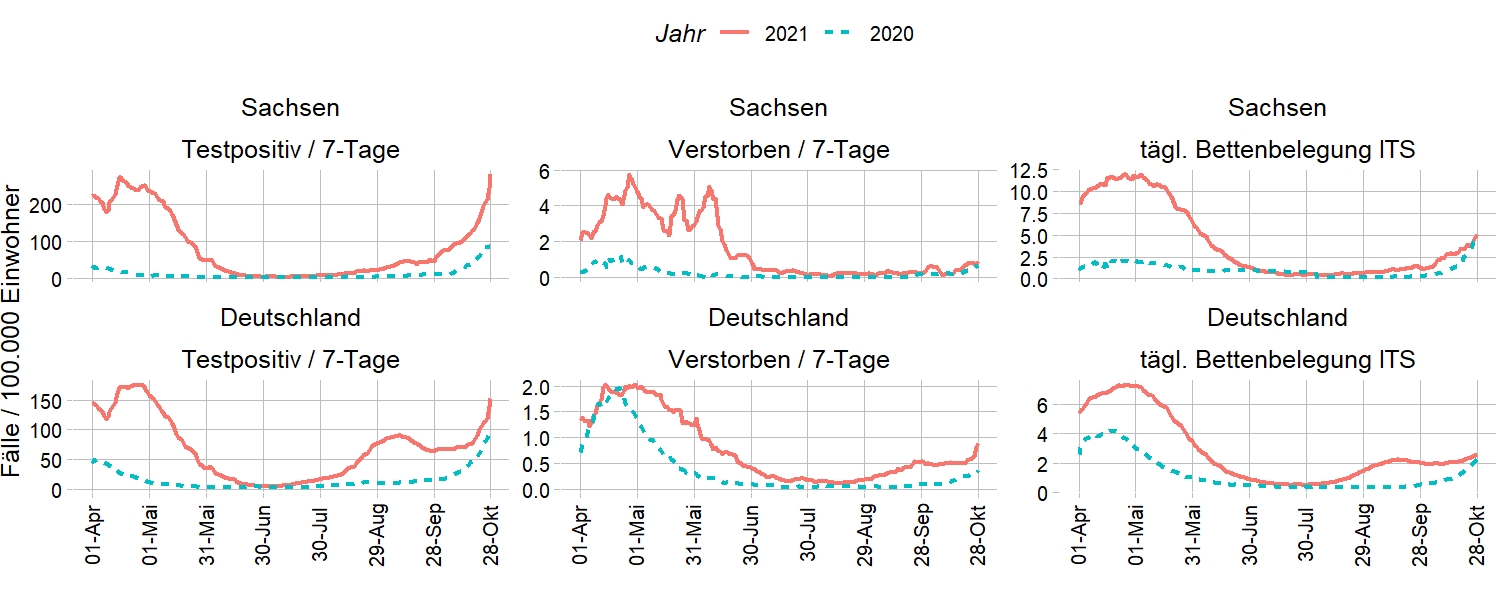 Jahr 2021 2020
Fälle / 100.000 Einwohner
Sachsen
Testpositiv / 7-Tage
200
100
0
Sachsen
Verstorben / 7-Tage
6
4
2
0
Sachsen
tägl. Bettenbelegung ITS
12.5
10.0
7.5
5.0
2.5
0.0
Deutschland
Testpositiv / 7-Tage
150
100
50
0
01-Apr
01-Mai
31-Mai
30-Jun
30-Jul
29-Aug
28-Sep
28-Okt
Deutschland
Verstorben / 7-Tage
2.0
1.5
1.0
0.5
0.0
01-Apr
01-Mai
31-Mai
30-Jun
30-Jul
29-Aug
28-Sep
28-Okt
Deutschland
tägl. Bettenbelegung ITS
6
4
2
0
01-Apr
01-Mai
31-Mai
30-Jun
30-Jul
29-Aug
28-Sep
28-Okt